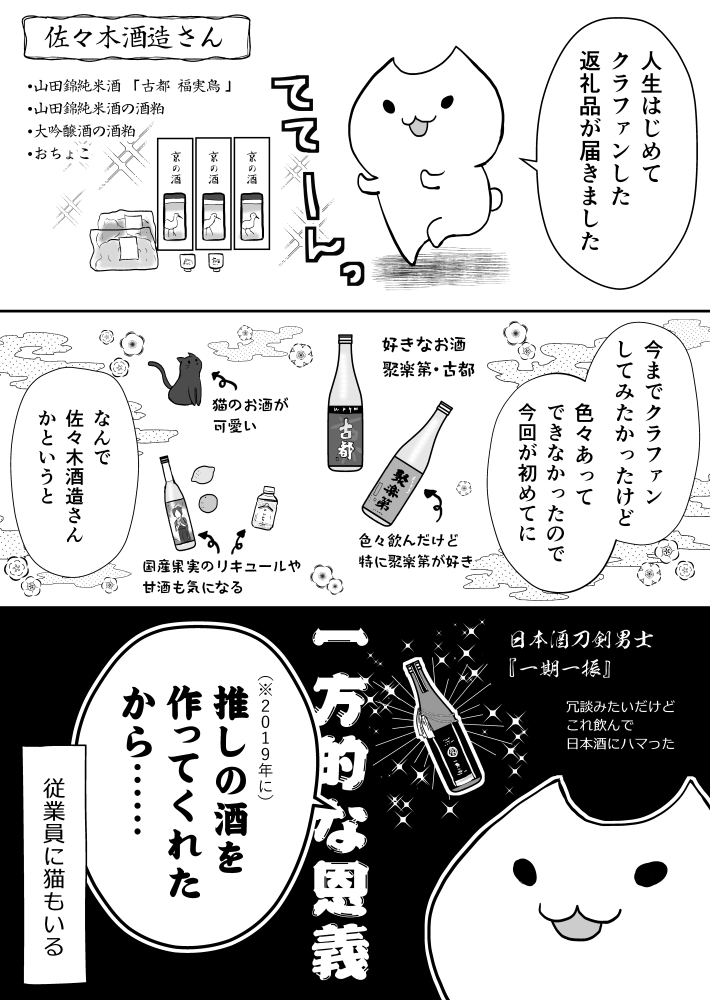 人生はじめて
クラファンした
返礼品が届きました
佐々木酒造さん
・山田錦純米酒「古都 福実鳥」
・山田錦純米酒の酒粕
・大吟醸酒の酒粕
・おちょこ
京の酒
京の酒
京の酒
ててーんっ
今までクラファン
してみたかったけど
色々あって
できなかったので
今回が初めてに
好きなお酒
聚楽第・古都
古都
聚楽第
色々飲んだけど
特に聚楽第が好き
猫のお酒が
可愛い
国産果実のリキュールや
甘酒も気になる
なんで
佐々木酒造さん
かというと
日本酒刀剣男士
『一期一振』
冗談みたいだけど
これ飲んで
日本酒にハマった
一方的な恩義
(※2019年に)
推しの酒を
作ってくれた
から……
従業員に猫もいる